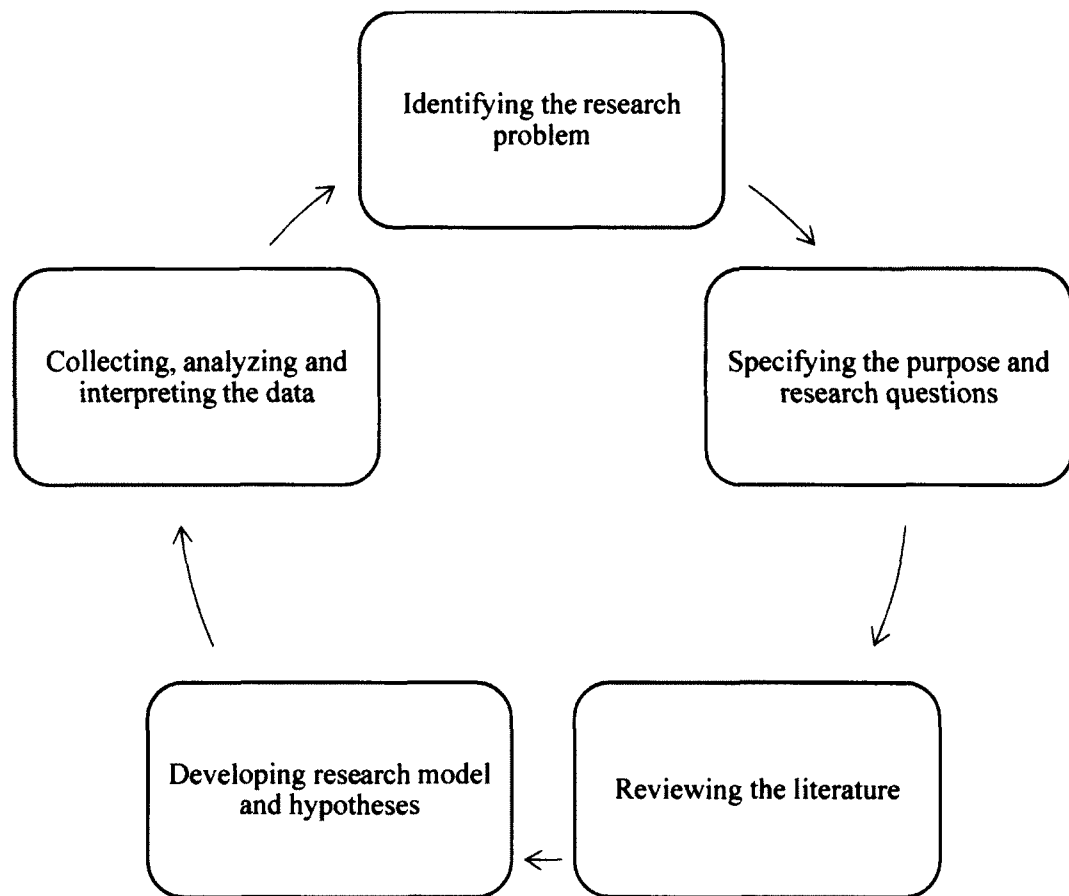 Identifying the research
problem
Specifying the purpose and
research questions
Reviewing the literature
Developing research model
and hypotheses
Collecting, analyzing and
interpreting the data